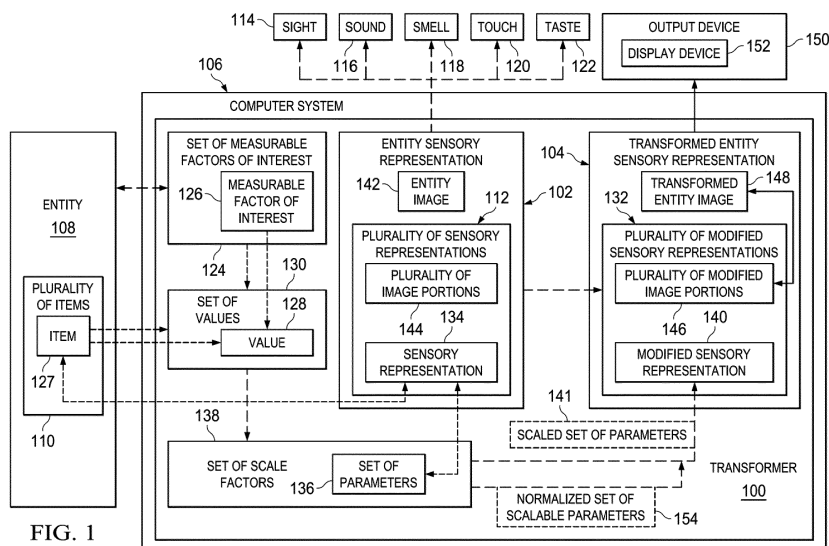 114
SIGHT
SOUND
SMELL
TOUCH
TASTE
116
118
120
122
OUTPUT DEVICE
DISPLAY DEVICE
152
150
106
COMPUTER SYSTEM
ENTITY
108
PLURALITY
OF ITEMS
ITEM
127
110
SET OF MEASURABLE
FACTORS OF INTEREST
126
MEASURABLE
FACTOR OF
INTEREST
124
130
SET OF
VALUES
128
VALUE
ENTITY SENSORY
REPRESENTATION
142
ENTITY
IMAGE
102
112
PLURALITY OF SENSORY
REPRESENTATIONS
PLURALITY OF
IMAGE PORTIONS
144
134
SENSORY
REPRESENTATION
104
TRANSFORMED ENTITY
SENSORY REPRESENTATION
148
TRANSFORMED
ENTITY IMAGE
132
PLURALITY OF MODIFIED
SENSORY REPRESENTATIONS
PLURALITY OF MODIFIED
IMAGE PORTIONS
146
140
MODIFIED SENSORY
REPRESENTATION
138
SET OF SCALE
FACTORS
136
SET OF
PARAMETERS
141
SCALED SET OF PARAMETERS
NORMALIZED SET OF
SCALABLE PARAMETERS
154
TRANSFORMER
100
FIG. 1